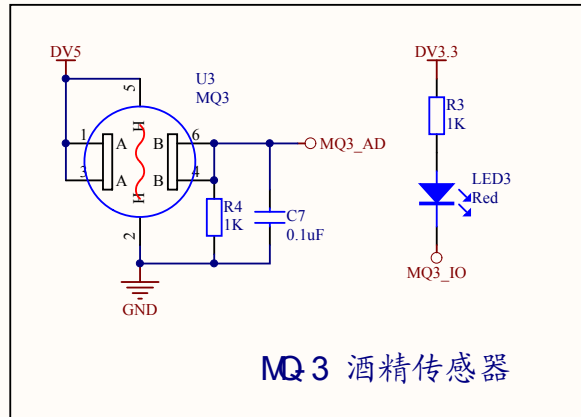 DV5
DV3.3
U3
MQ3
5
1
A
H
B
6
MQ3_AD
3
A
H
B
4
2
R4
1K
C7
0.1uF
GND
R3
1K
LED3
Red
MQ3_IO
MQ-3 酒精传感器